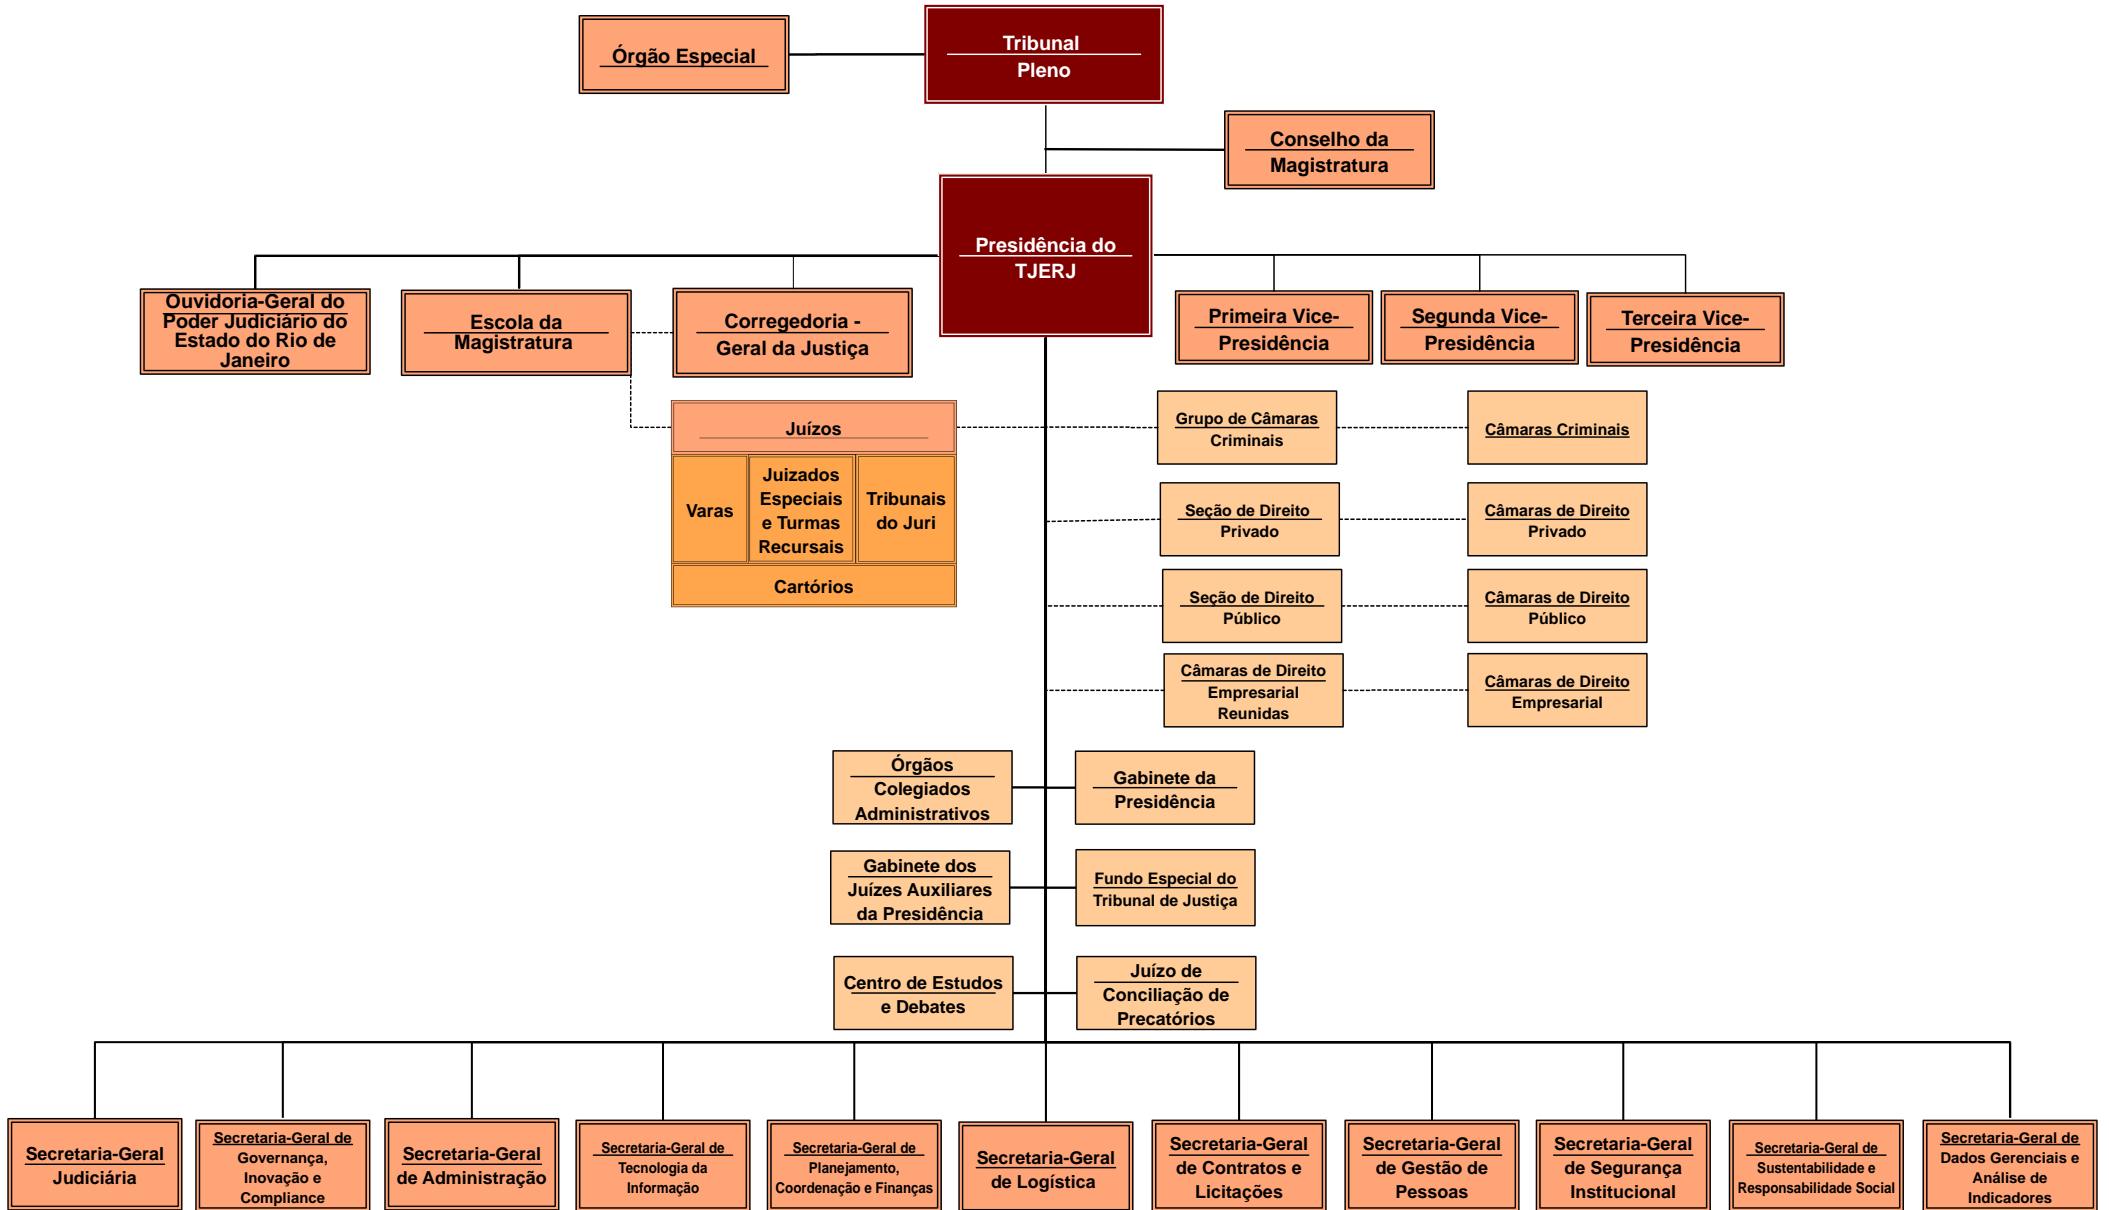 Órgão Especial
Tribunal
Pleno
Conselho da
Magistratura
Presidência do
TJERJ
Ouvidoria-Geral do
Poder Judiciário do
Estado do Rio de
Janeiro
Escola da
Magistratura
Corregedoria -
Geral da Justiça
Primeira Vice-
Presidência
Segunda Vice-
Presidência
Terceira Vice-
Presidência
Juízos
Varas
Juizados
Especiais
e Turmas
Recursais
Tribunais
do Juri
Cartórios
Grupo de Câmaras
Criminais
Câmaras Criminais
Seção de Direito
Privado
Câmaras de Direito
Privado
Seção de Direito
Público
Câmaras de Direito
Público
Câmaras de Direito
Empresarial
Reunidas
Câmaras de Direito
Empresarial
Órgãos
Colegiados
Administrativos
Gabinete da
Presidência
Gabinete dos
Juízes Auxiliares
da Presidência
Fundo Especial do
Tribunal de Justiça
Centro de Estudos
e Debates
Juízo de
Conciliação de
Precatórios
Secretaria-Geral
Judiciária
Secretaria-Geral de
Governança,
Inovação e
Compliance
Secretaria-Geral
de Administração
Secretaria-Geral de
Tecnologia da
Informação
Secretaria-Geral de
Planejamento,
Coordenação e Finanças
Secretaria-Geral
de Logística
Secretaria-Geral
de Contratos e
Licitações
Secretaria-Geral
de Gestão de
Pessoas
Secretaria-Geral
de Segurança
Institucional
Secretaria-Geral de
Sustentabilidade e
Responsabilidade Social
Secretaria-Geral de
Dados Gerenciais e
Análise de
Indicadores